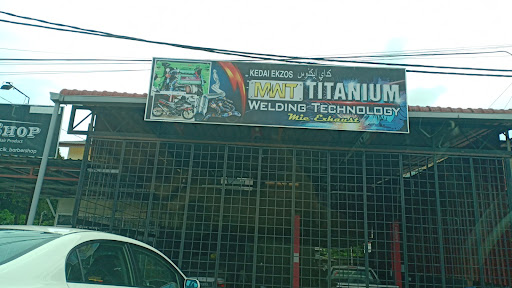 KEDAI EKZOS كداي ايكزوس
MWT TITANIUM
WELDING TECHNOLOGY
Mie-Exhaust
SHOP